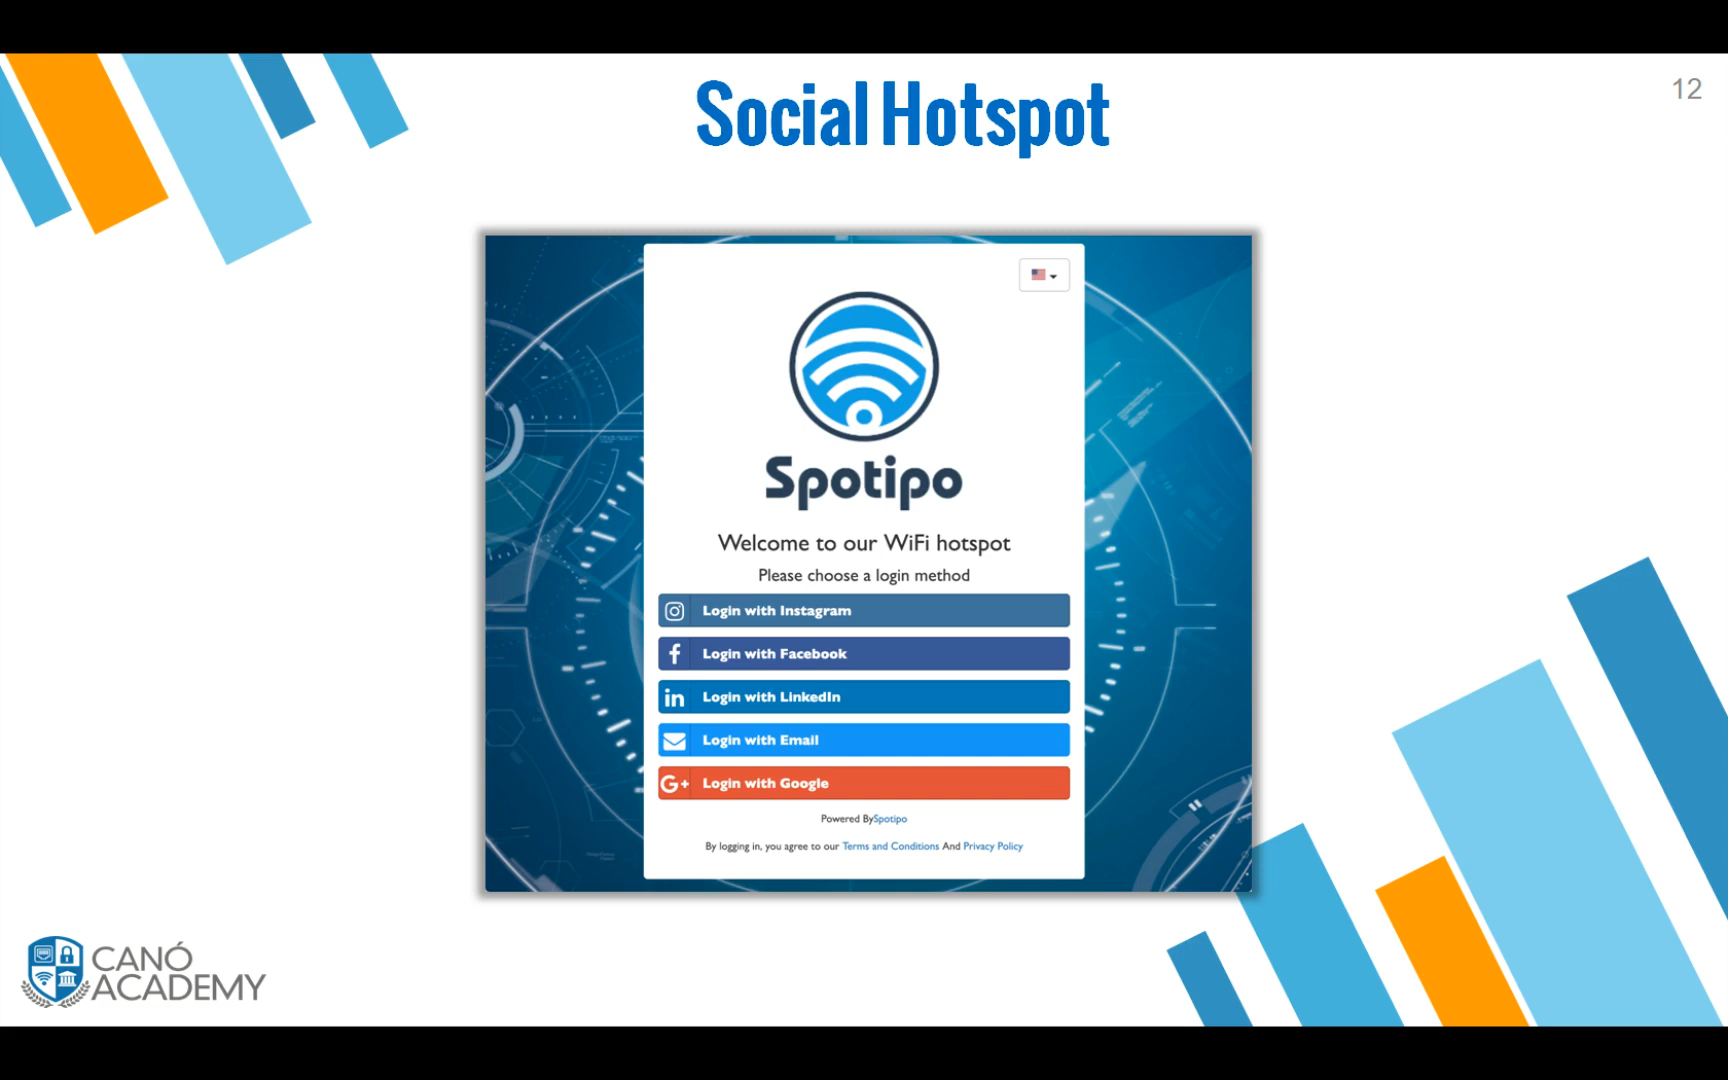 Social Hotspot
12
Spotipo
Welcome to our WiFi hotspot
Please choose a login method
Login with Instagram
Login with Facebook
Login with LinkedIn
Login with Email
Login with Google
Powered BySpotipo
By logging in, you agree to our Terms and Conditions And Privacy Policy
CANÓ
ACADEMY